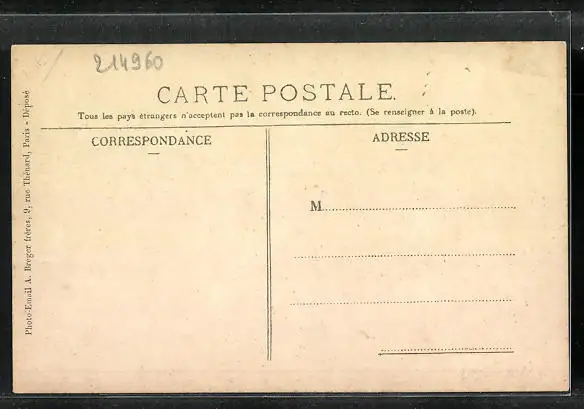 214960
CARTE POSTALE.
Tous les pays étrangers n'acceptent pas la correspondance au recto. (Se renseigner à la poste).
CORRESPONDANCE
ADRESSE
M
Photo-Email A. Breger frères, 9, rue Thénard, Paris - Déposé